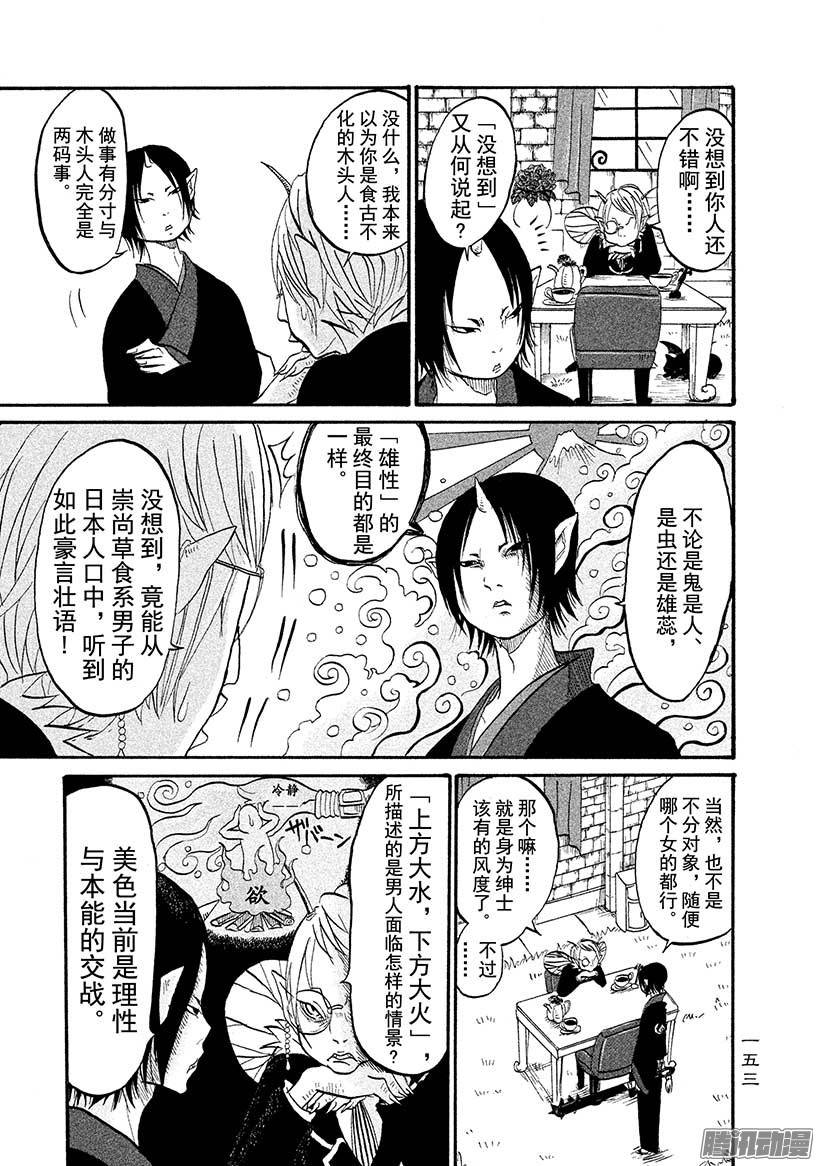 没想到你人还
不错啊……
「没想到」
又从何说起？
没什么，我本来
以为你是食古不
化的木头人……
做事有分寸与
木头人完全是
两码事。
不论是鬼是人、
是虫还是雄蕊，
「雄性」的
最终目的都是
一样。
没想到，竟能从
崇尚草食系男子的
日本人口中，听到
如此豪言壮语！
当然，也不是
不分对象，随便
哪个女的都行。
那个嘛……
就是身为绅士
该有的风度了。
…不过
……
「上方大水，下方大火」，
所描述的是男人面临怎样的情景？
冷静
ザバーン
欲
美色当前是理性
与本能的交战。
一五三
腾讯动漫